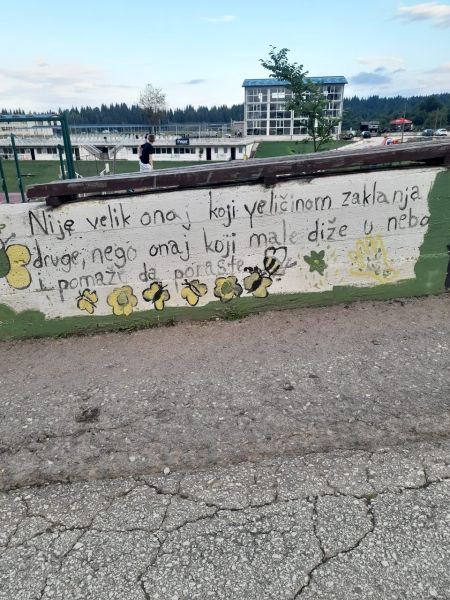 Nije velik onaj koji veličinom zaklanja
druge, nego onaj koji male diže u nebo
i pomaže da porastu